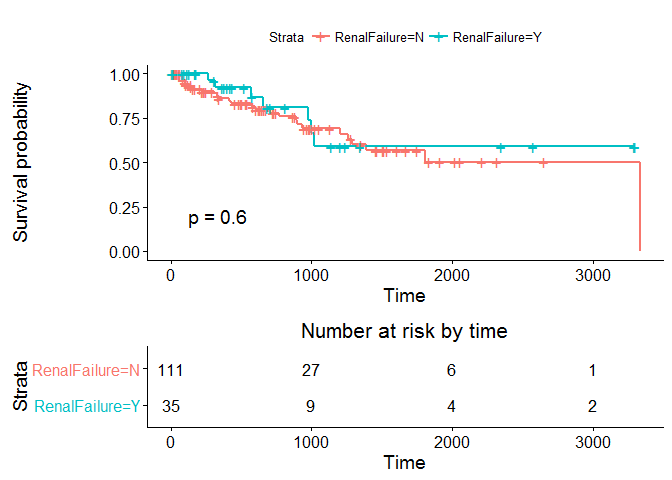 Strata RenalFailure=N RenalFailure=Y
Survival probability
1.00
0.75
0.50
0.25
0.00
p = 0.6
0 1000 2000 3000
Time
Number at risk by time
Strata
RenalFailure=N 111 27 6 1
RenalFailure=Y 35 9 4 2
0 1000 2000 3000
Time